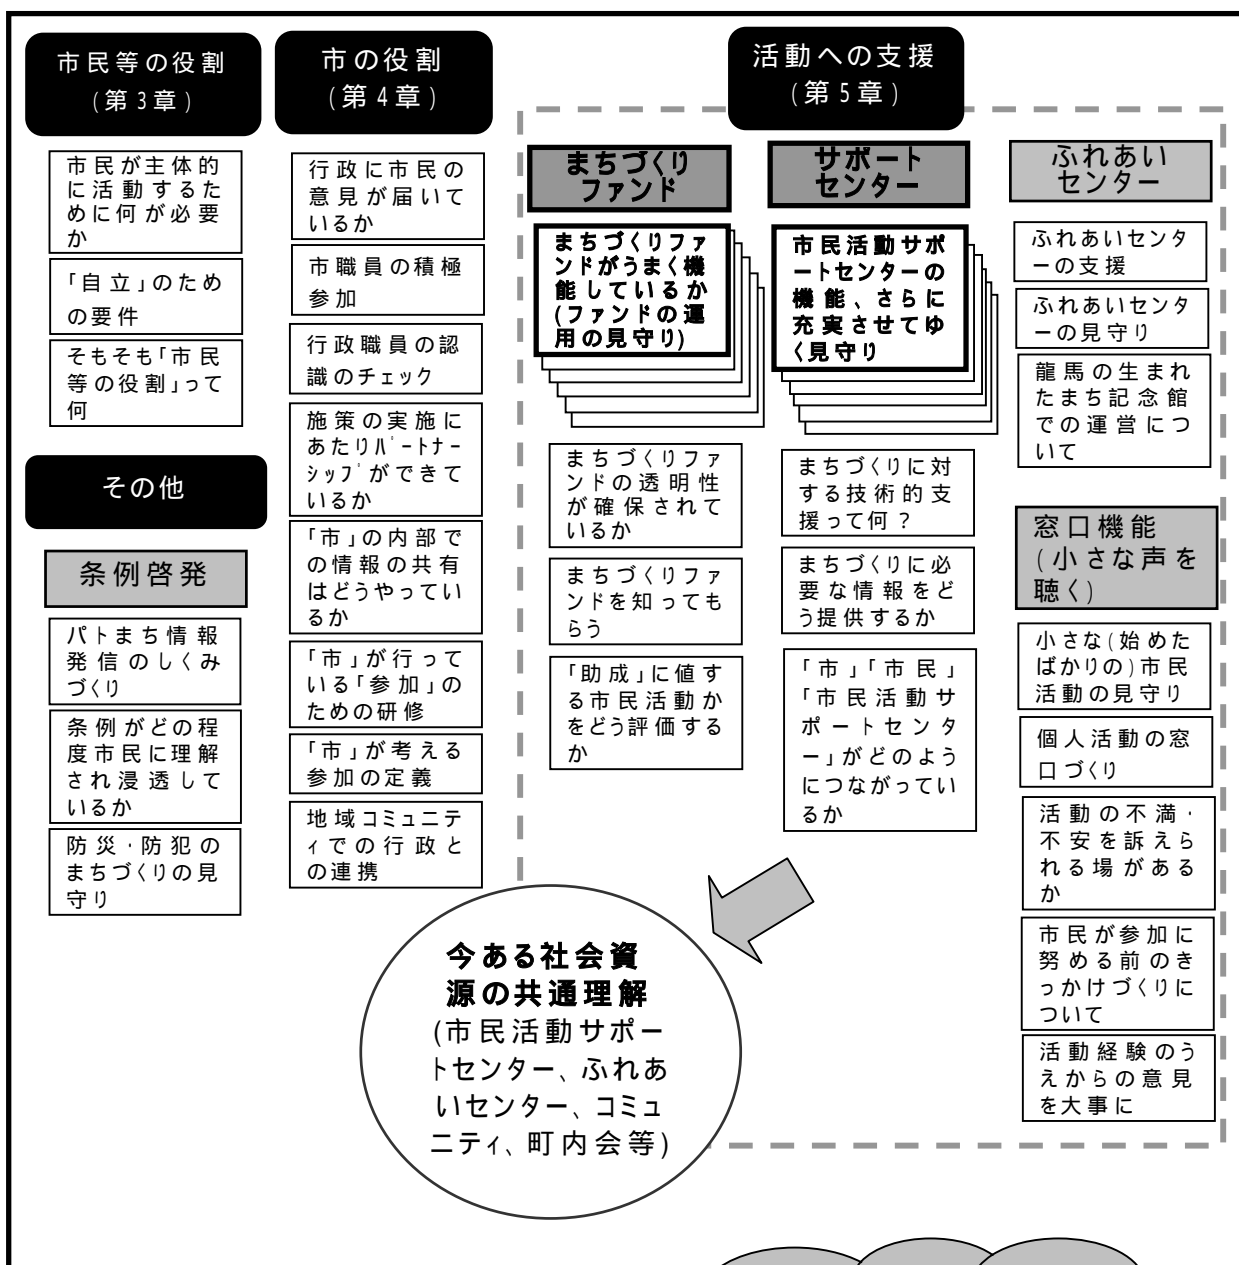 市民等の役割
(第3章)
市民が主体的
に活動するた
めに何が必要
か
「自立」のため
の要件
そもそも「市民
等の役割」って
何
その他
条例啓発
パトまち情報
発信のしくみ
づくり
条例がどの程
度市民に理解
され浸透して
いるか
防災・防犯の
まちづくりの見
守り
市の役割
(第4章)
行政に市民の
意見が届いて
いるか
市職員の積極
参加
行政職員の認
識のチェック
施策の実施に
あたりパートナー
シップができて
いるか
「市」の内部で
の情報の共有
はどうやってい
るか
「市」が行って
いる「参加」の
ための研修
「市」が考える
参加の定義
地域コミュニテ
ィでの行政と
の連携
活動への支援
(第5章)
まちづくり
ファンド
まちづくりファ
ンドがうまく機
能しているか
(ファンドの運
用の見守り)
まちづくりファ
ンドの透明性
が確保されて
いるか
まちづくりファ
ンドを知っても
らう
「助成」に値す
る市民活動か
をどう評価する
か
サポート
センター
市民活動サポ
ートセンターの
機能、さらに
充実させてゆ
く見守り
まちづくりに対
する技術的支
援って何？
まちづくりに必
要な情報をど
う提供するか
「市」「市民」
「市民活動サ
ポートセンタ
ー」がどのよう
につながってい
るか
ふれあい
センター
ふれあいセンタ
ーの支援
ふれあいセンタ
ーの見守り
龍馬の生まれ
たまち記念館
での運営につ
いて
窓口機能
(小さな声を
聴く)
小さな(始めた
ばかりの)市民
活動の見守り
個人活動の窓
口づくり
活動の不満・
不安を訴えら
れる場がある
か
市民が参加に
努める前のき
っかけづくりに
ついて
活動経験のう
えからの意見
を大事に
今ある社会資
源の共通理解
(市民活動サポー
トセンター、ふれあ
いセンター、コミュ
ニティ、町内会等)